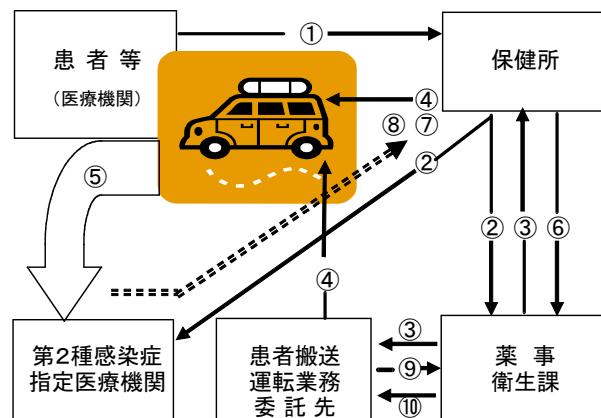 ①
患者等
(医療機関)
保健所
④
⑧ ⑦
②
⑤
② ③ ⑥
④
第2種感染症
指定医療機関
患者搬送
運転業務
委託先
③
⑨
⑩
薬事
衛生課